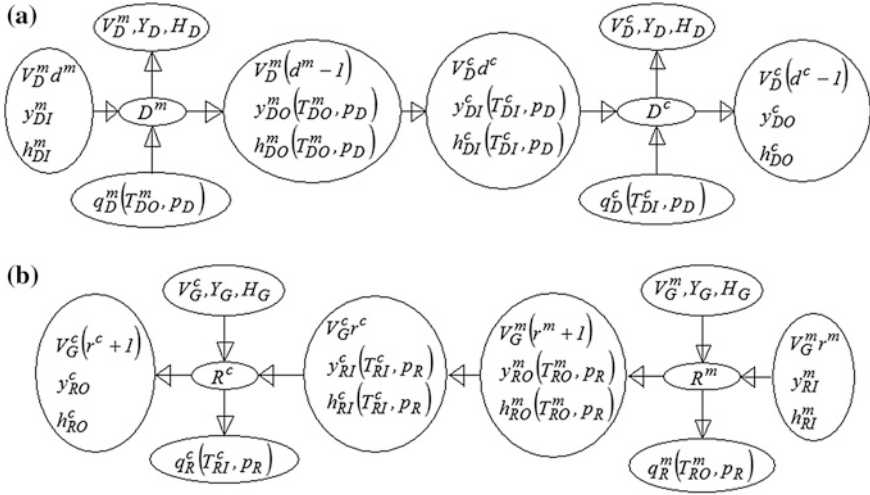 (a)
V_D^m, Y_D, H_D
V_D^m d^m
y_DI^m
h_DI^m
D^m
q_D^m(T_DO^m, p_D)
V_D^m(d^m − 1)
y_DO^m(T_DO^m, p_D)
h_DO^m(T_DO^m, p_D)
V_D^c d^c
y_DI^c(T_DI^c, p_D)
h_DI^c(T_DI^c, p_D)
V_D^c, Y_D, H_D
D^c
q_D^c(T_DI^c, p_D)
V_D^c(d^c − 1)
y_DO^c
h_DO^c
(b)
V_G^c(r^c + 1)
y_RO^c
h_RO^c
V_G^c, Y_G, H_G
R^c
q_R^c(T_RI^c, p_R)
V_G^c r^c
y_RI^c(T_RI^c, p_R)
h_RI^c(T_RI^c, p_R)
V_G^m(r^m + 1)
y_RO^m(T_RO^m, p_R)
h_RO^m(T_RO^m, p_R)
V_G^m, Y_G, H_G
R^m
q_R^m(T_RO^m, p_R)
V_G^m r^m
y_RI^m
h_RI^m